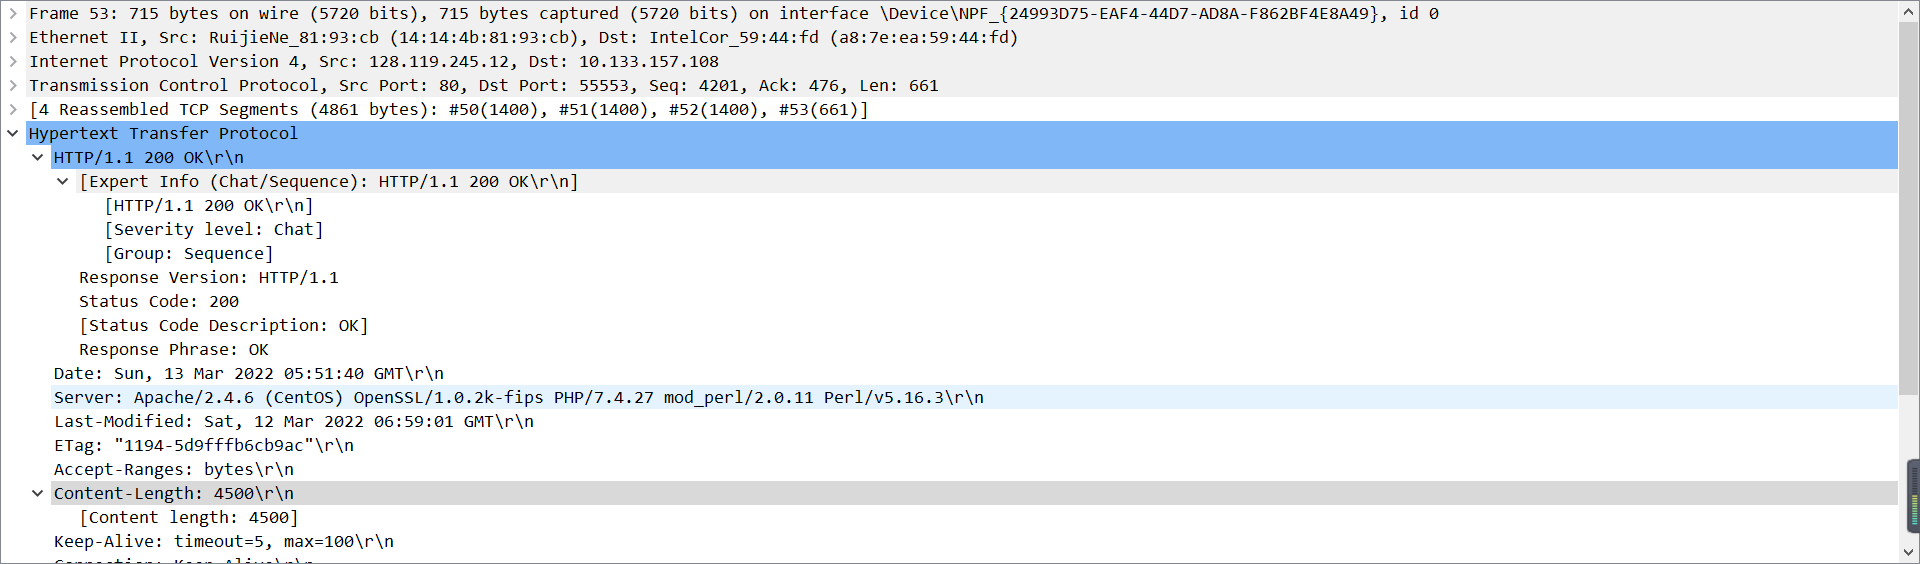 Frame 53: 715 bytes on wire (5720 bits), 715 bytes captured (5720 bits) on interface \Device\NPF_{24993D75-EAF4-44D7-AD8A-F862BF4E8A49}, id 0
Ethernet II, Src: RuijieNe_81:93:cb (14:14:4b:81:93:cb), Dst: IntelCor_59:44:fd (a8:7e:ea:59:44:fd)
Internet Protocol Version 4, Src: 128.119.245.12, Dst: 10.133.157.108
Transmission Control Protocol, Src Port: 80, Dst Port: 55553, Seq: 4201, Ack: 476, Len: 661
[4 Reassembled TCP Segments (4861 bytes): #50(1400), #51(1400), #52(1400), #53(661)]
Hypertext Transfer Protocol
HTTP/1.1 200 OK\r\n
[Expert Info (Chat/Sequence): HTTP/1.1 200 OK\r\n]
[HTTP/1.1 200 OK\r\n]
[Severity level: Chat]
[Group: Sequence]
Response Version: HTTP/1.1
Status Code: 200
[Status Code Description: OK]
Response Phrase: OK
Date: Sun, 13 Mar 2022 05:51:40 GMT\r\n
Server: Apache/2.4.6 (CentOS) OpenSSL/1.0.2k-fips PHP/7.4.27 mod_perl/2.0.11 Perl/v5.16.3\r\n
Last-Modified: Sat, 12 Mar 2022 06:59:01 GMT\r\n
ETag: "1194-5d9fffb6cb9ac"\r\n
Accept-Ranges: bytes\r\n
Content-Length: 4500\r\n
[Content length: 4500]
Keep-Alive: timeout=5, max=100\r\n
Connection: Keep-Alive\r\n